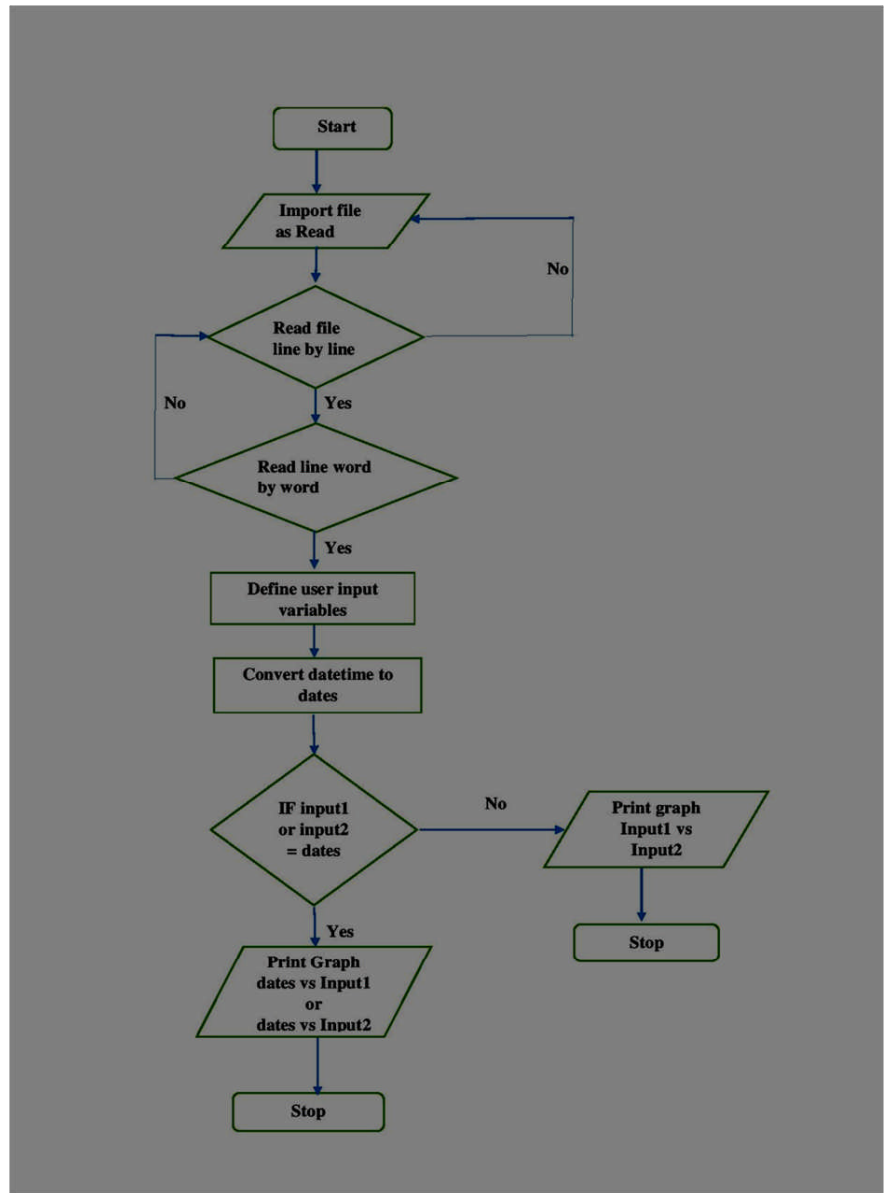 Start
Import file
as Read
No
Read file
line by line
No
Yes
Read line word
by word
Yes
Define user input
variables
Convert datetime to
dates
IF input1
or input2
= dates
No
Print graph
Input1 vs
Input2
Yes
Stop
Print Graph
dates vs Input1
or
dates vs Input2
Stop